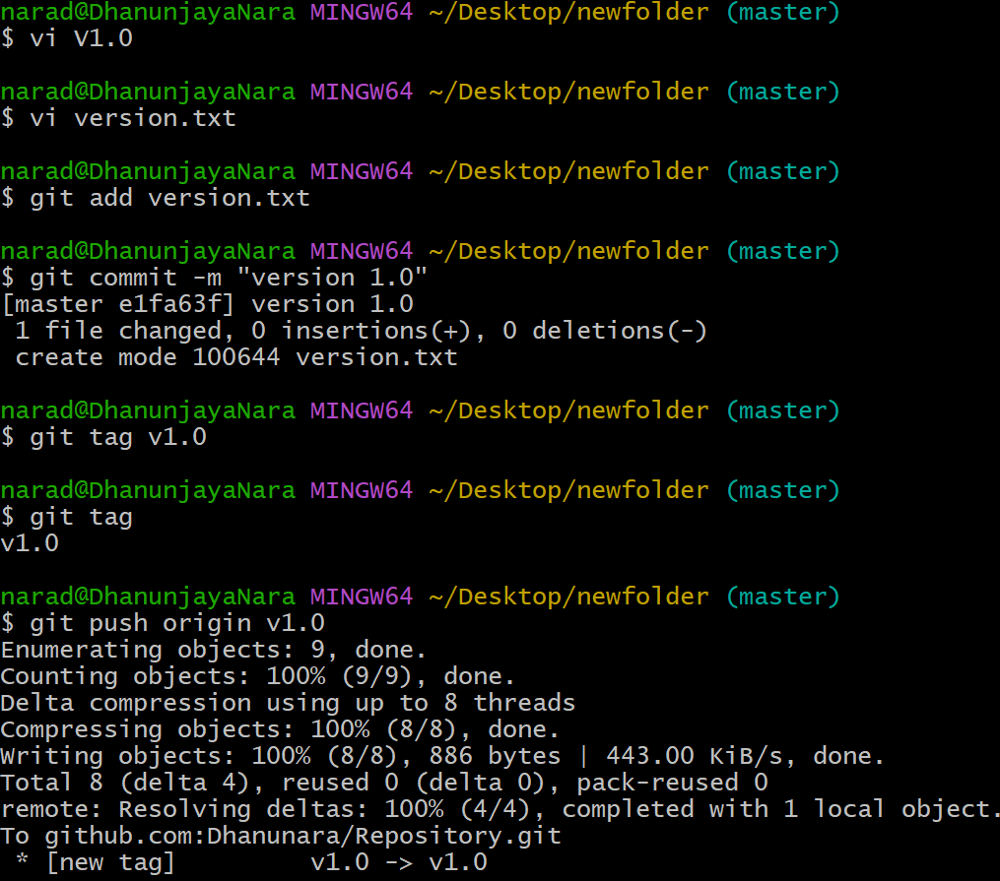 narad@DhanunjayaNara MINGW64 ~/Desktop/newfolder (master)
$ vi V1.0
narad@DhanunjayaNara MINGW64 ~/Desktop/newfolder (master)
$ vi version.txt
narad@DhanunjayaNara MINGW64 ~/Desktop/newfolder (master)
$ git add version.txt
narad@DhanunjayaNara MINGW64 ~/Desktop/newfolder (master)
$ git commit -m "version 1.0"
[master e1fa63f] version 1.0
 1 file changed, 0 insertions(+), 0 deletions(-)
 create mode 100644 version.txt
narad@DhanunjayaNara MINGW64 ~/Desktop/newfolder (master)
$ git tag v1.0
narad@DhanunjayaNara MINGW64 ~/Desktop/newfolder (master)
$ git tag
v1.0
narad@DhanunjayaNara MINGW64 ~/Desktop/newfolder (master)
$ git push origin v1.0
Enumerating objects: 9, done.
Counting objects: 100% (9/9), done.
Delta compression using up to 8 threads
Compressing objects: 100% (8/8), done.
Writing objects: 100% (8/8), 886 bytes | 443.00 KiB/s, done.
Total 8 (delta 4), reused 0 (delta 0), pack-reused 0
remote: Resolving deltas: 100% (4/4), completed with 1 local object.
To github.com:Dhanunara/Repository.git
 * [new tag]         v1.0 -> v1.0